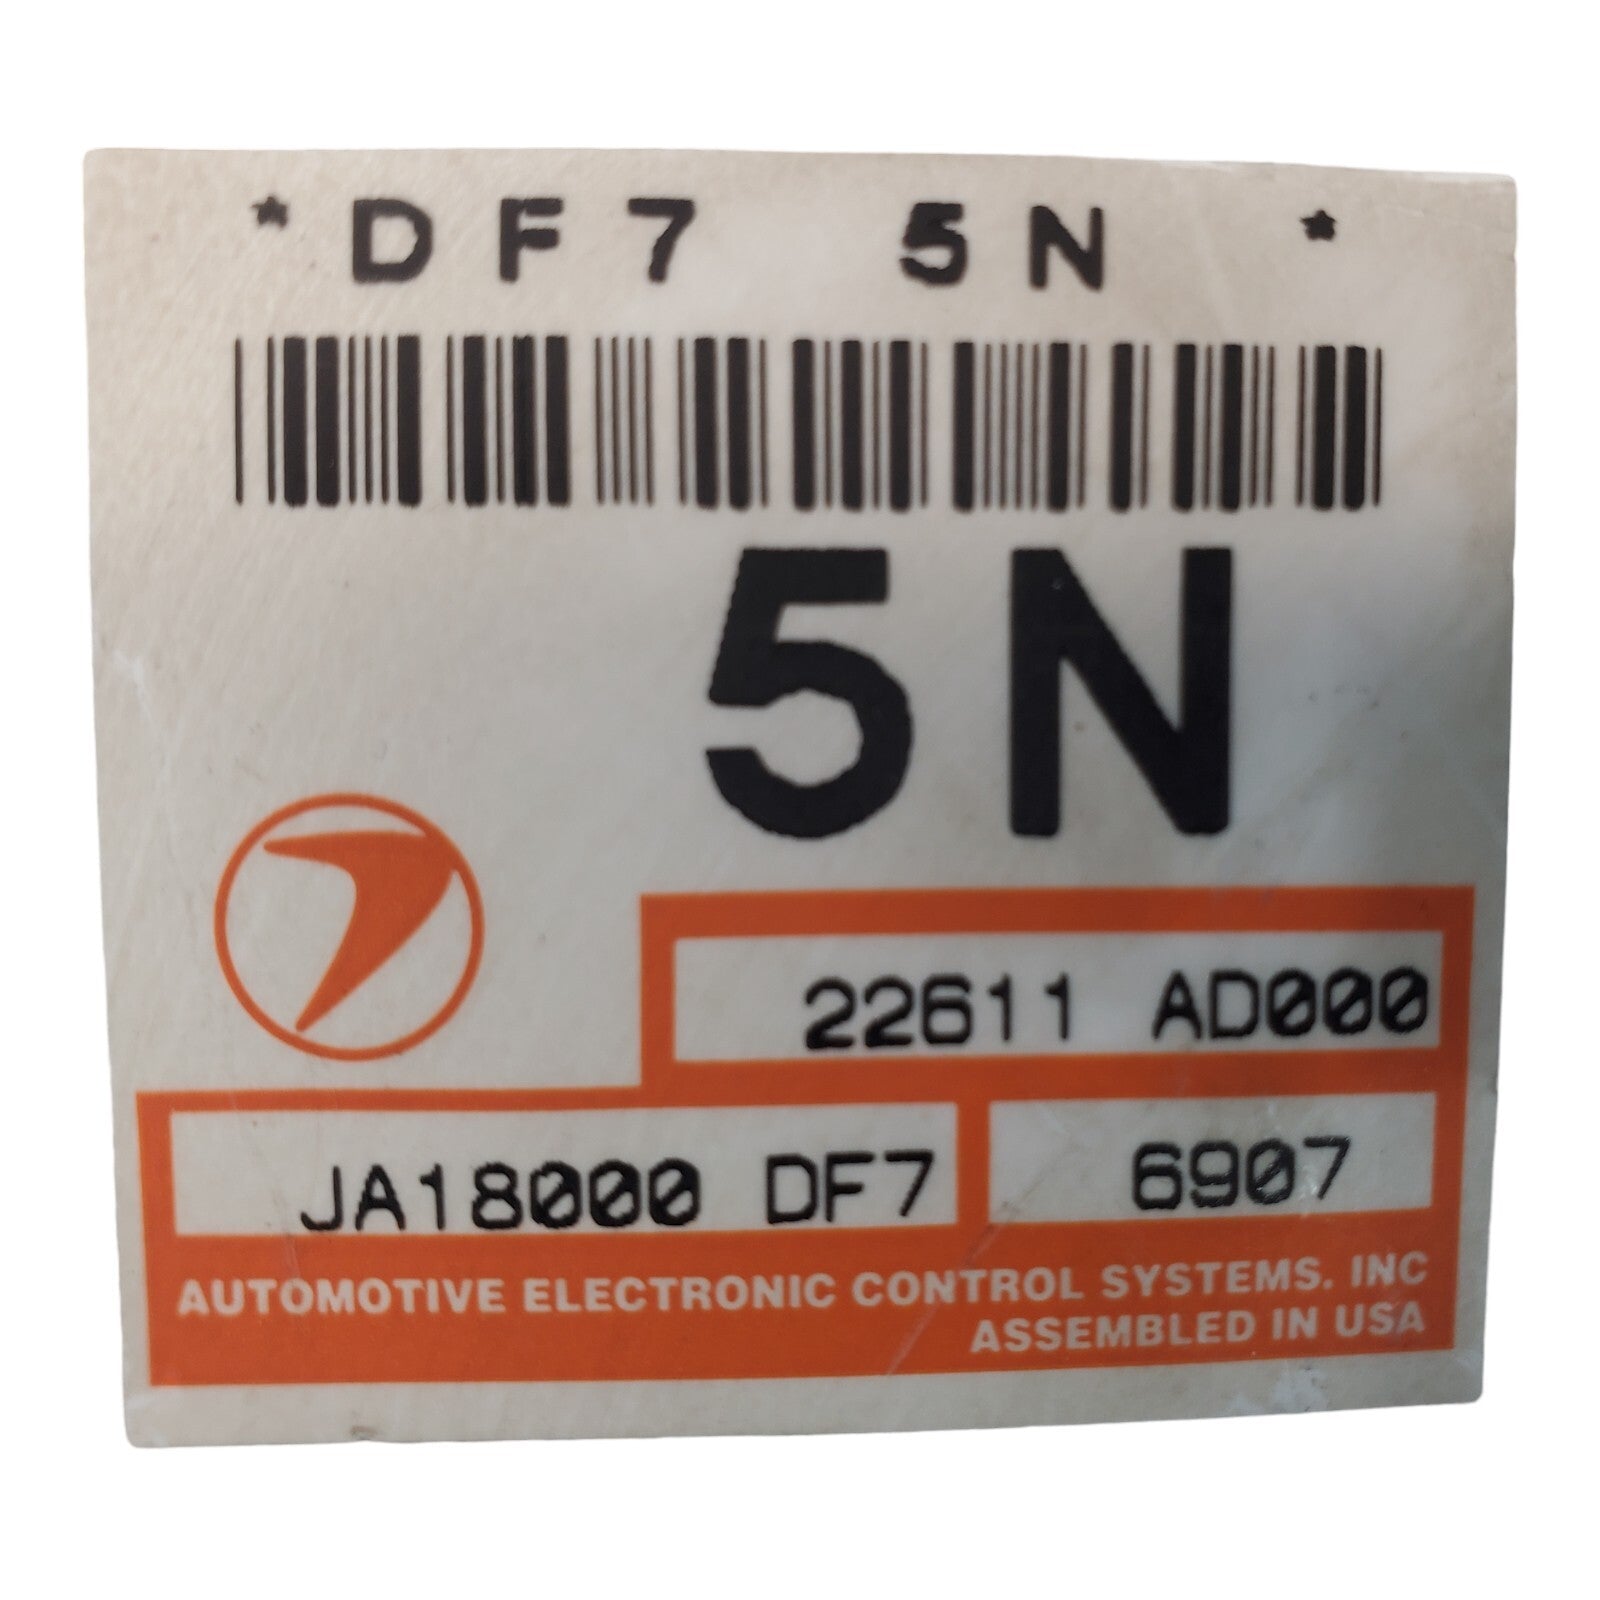 *DF7 5N *
5N
22611 AD000
JA18000 DF7 6907
AUTOMOTIVE ELECTRONIC CONTROL SYSTEMS. INC
ASSEMBLED IN USA